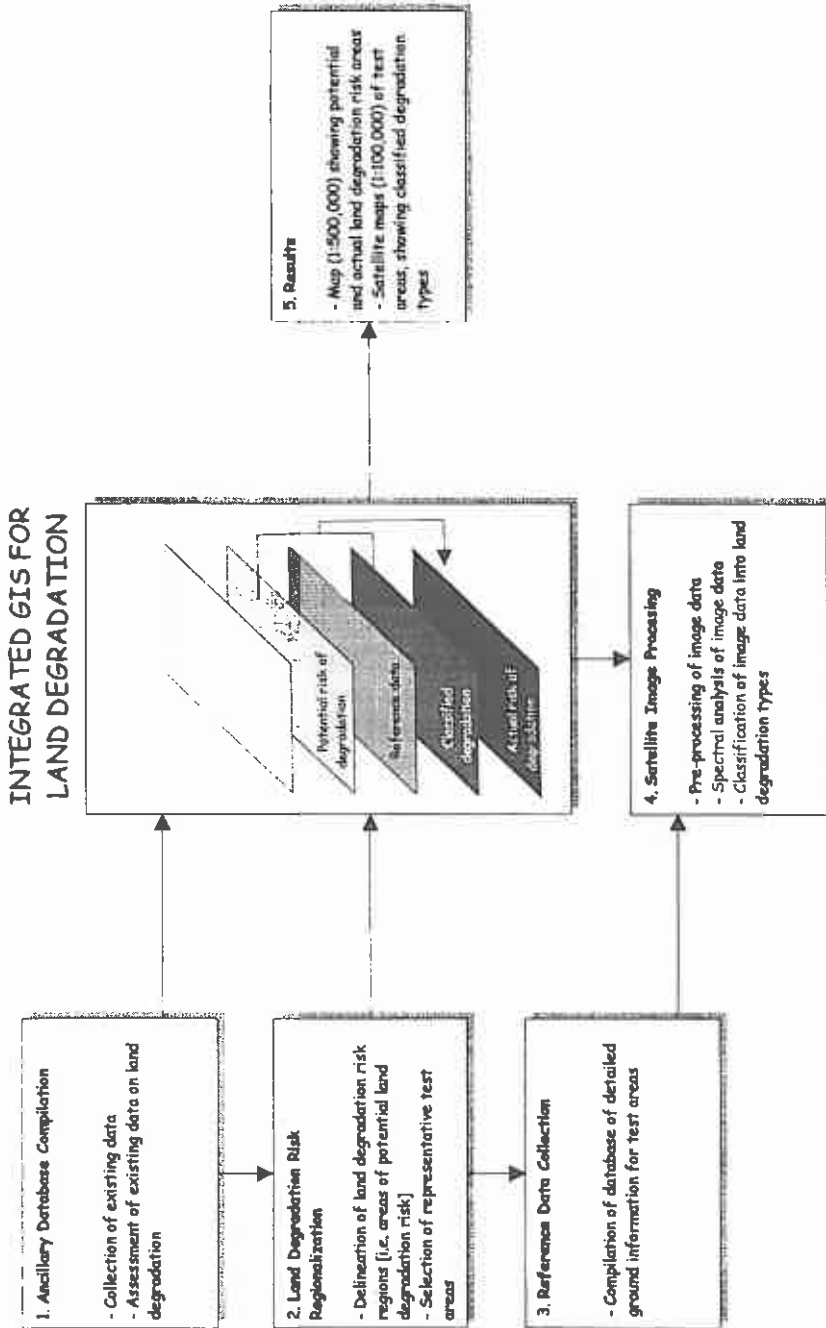 INTEGRATED GIS FOR
LAND DEGRADATION
1. Ancillary Database Compilation
- Collection of existing data
- Assessment of existing data on land
degradation
2. Land Degradation Risk
Regionalization
- Delineation of land degradation risk
regions [i.e. areas of potential land
degradation risk]
- Selection of representative test
areas
3. Reference Data Collection
- Compilation of database of detailed
ground information for test areas
Potential risk of
degradation
Reference data
Classified
degradation
Actual risk of
degradation
4. Satellite Image Procesing
- Pre-processing of image data
- Spectral analysis of image data
- Classification of image data into land
degradation types
5. Results
- Map (1:500,000) showing potential
and actual land degradation risk areas
- Satellite maps (1:100,000) of test
areas, showing classified degradation
types